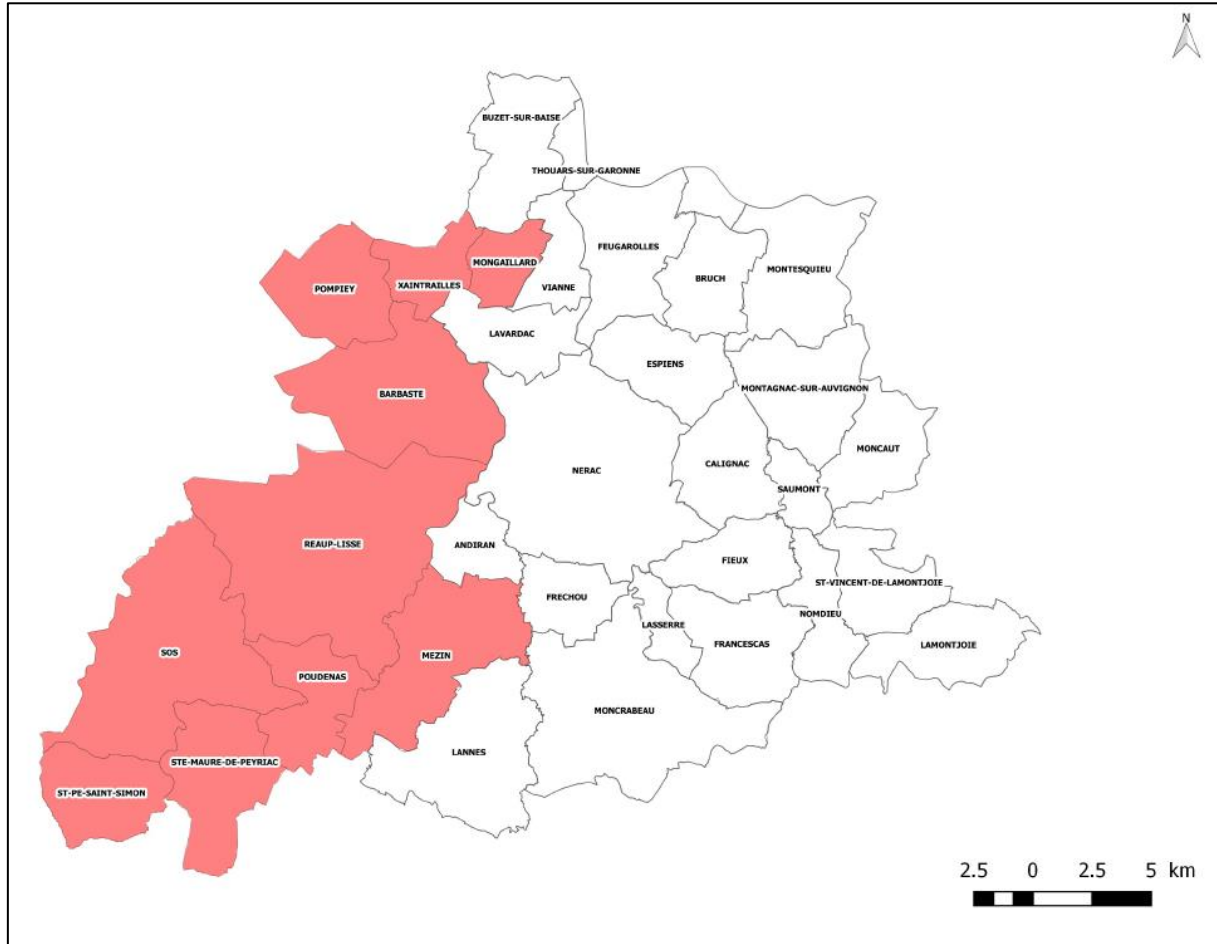 N
BUZET-SUR-BAISE
THOUARS-SUR-GARONNE
FEUGAROLLES
MONGAILLARD
MONTESQUIEU
BRUCH
XAINTRAILLES
VIANNE
POMPIEY
LAVARDAC
ESPIENS
MONTAGNAC-SUR-AUVIGNON
BARBASTE
MONCAUT
CALIGNAC
NERAC
SAUMONT
REAUP-LISSE
ANDIRAN
FIEUX
ST-VINCENT-DE-LAMONTJOIE
FRECHOU
NOMDIEU
LASSERRE
FRANCESCAS
LAMONTJOIE
SOS
MEZIN
POUDENAS
MONCRABEAU
LANNES
STE-MAURE-DE-PEYRIAC
ST-PE-SAINT-SIMON
2.5 0 2.5 5 km